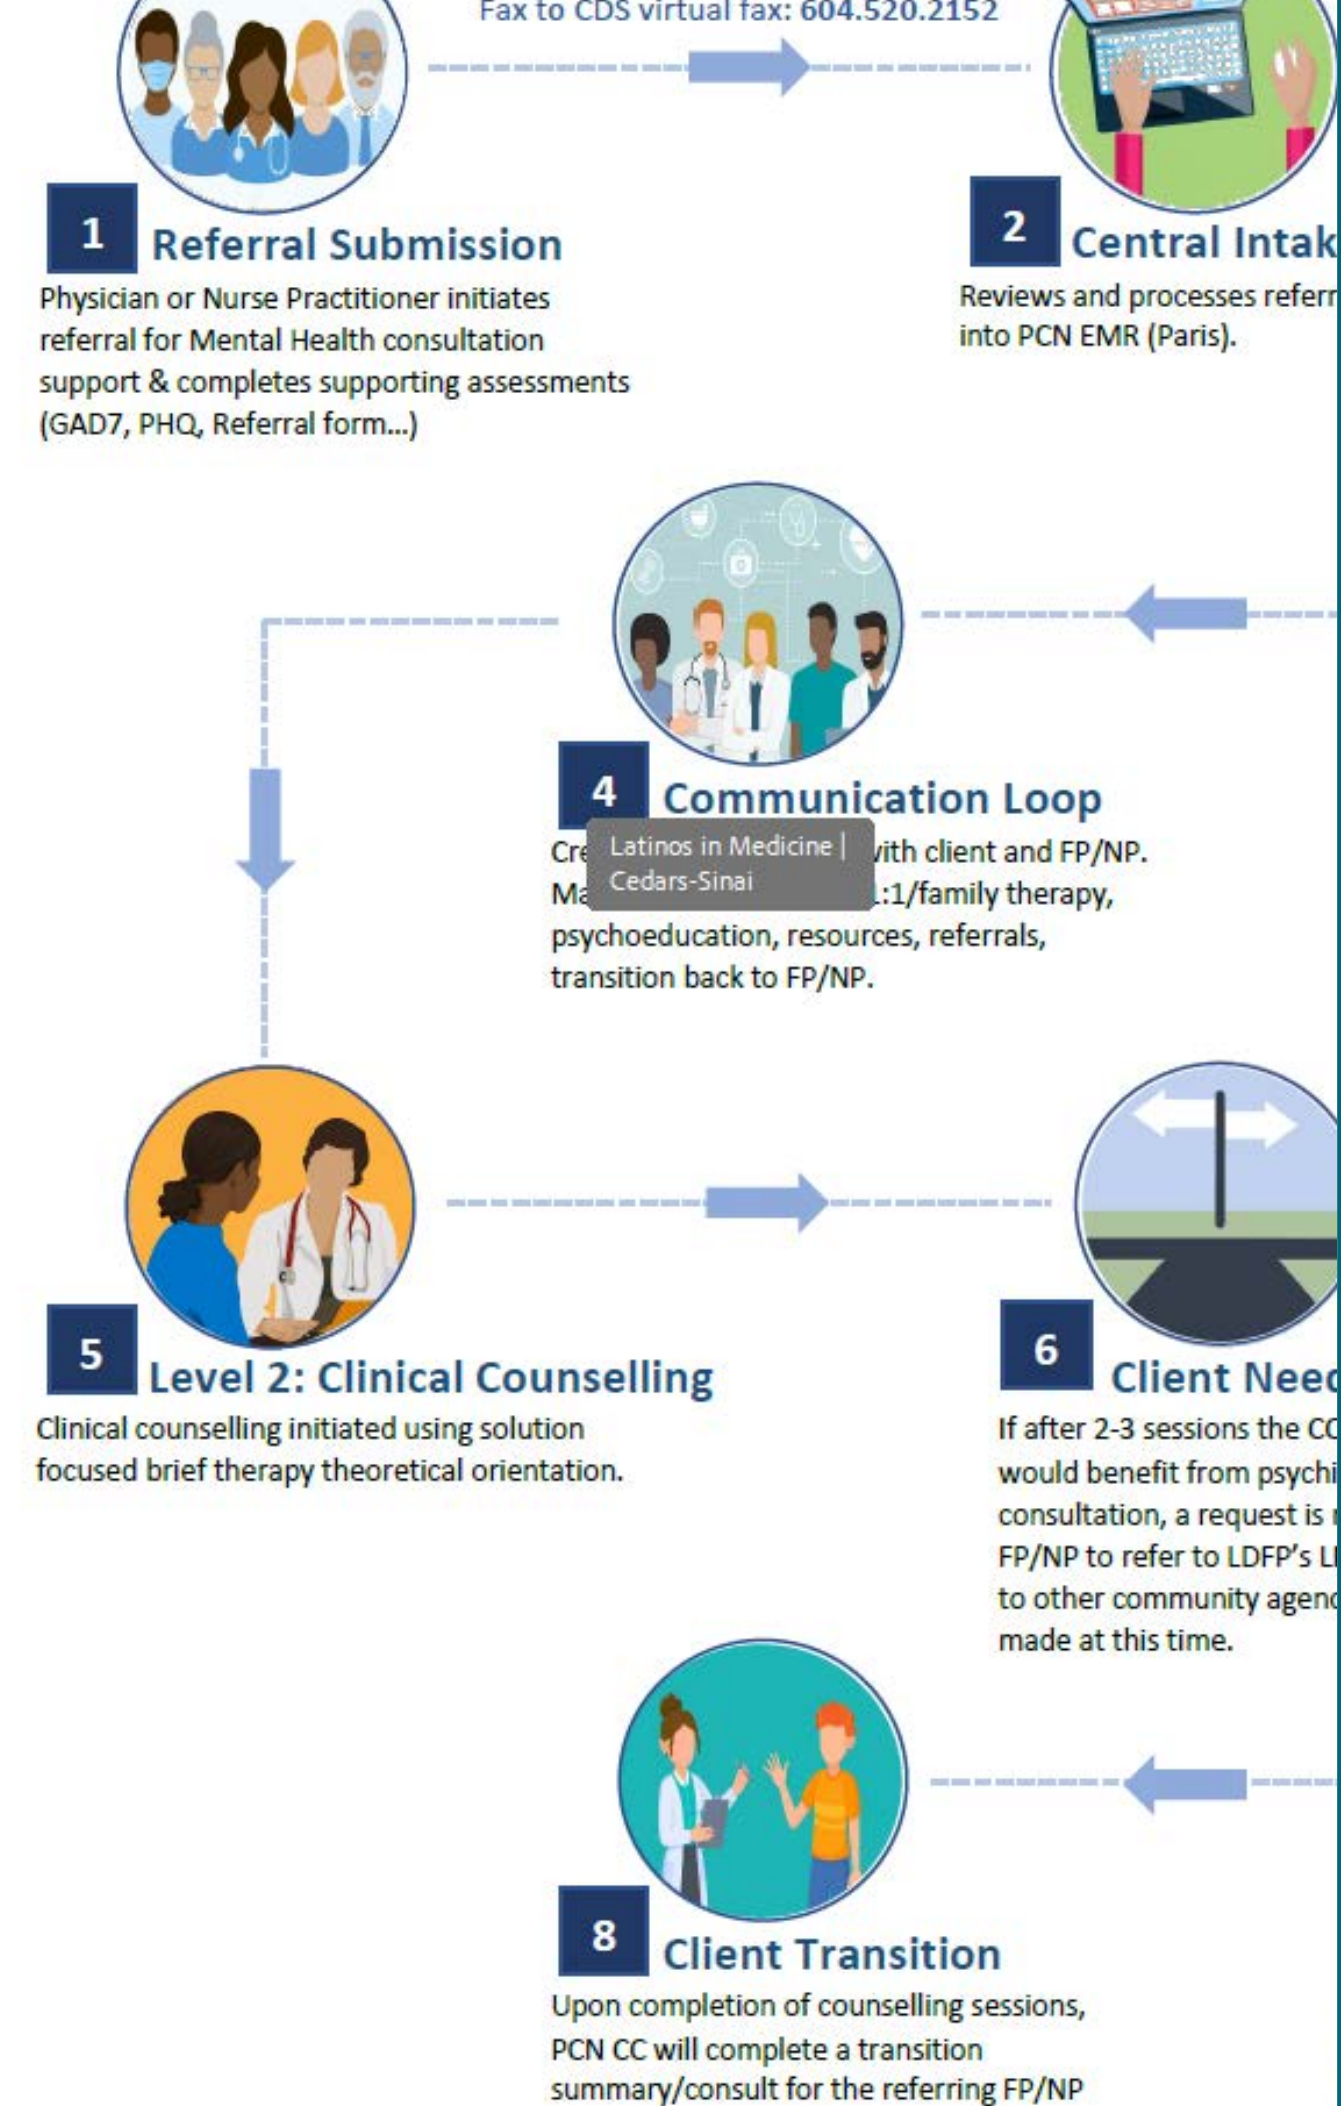 Fax to CDS virtual fax: 604.520.2152
1
Referral Submission
Physician or Nurse Practitioner initiates
referral for Mental Health consultation
support & completes supporting assessments
(GAD7, PHQ, Referral form...)
2
Central Intak
Reviews and processes referr
into PCN EMR (Paris).
4
Communication Loop
Cre
Latinos in Medicine |
Cedars-Sinai
with client and FP/NP.
Ma
1:1/family therapy,
psychoeducation, resources, referrals,
transition back to FP/NP.
5
Level 2: Clinical Counselling
Clinical counselling initiated using solution
focused brief therapy theoretical orientation.
6
Client Need
If after 2-3 sessions the CC
would benefit from psychi
consultation, a request is
FP/NP to refer to LDFP's
to other community agenc
made at this time.
8
Client Transition
Upon completion of counselling sessions,
PCN CC will complete a transition
summary/consult for the referring FP/NP